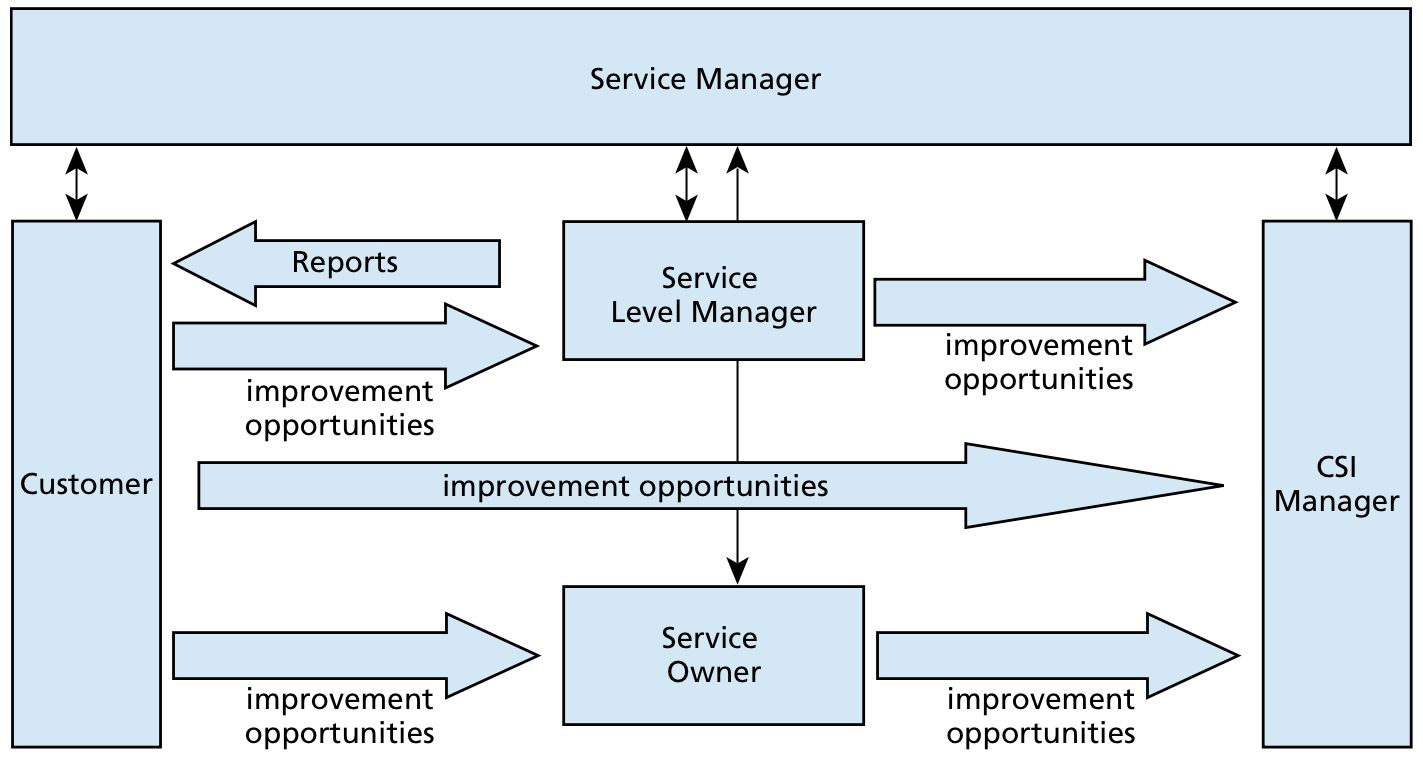 Service Manager
Reports
Service
Level Manager
improvement
opportunities
improvement
opportunities
Customer
improvement opportunities
CSI
Manager
Service
Owner
improvement
opportunities
improvement
opportunities